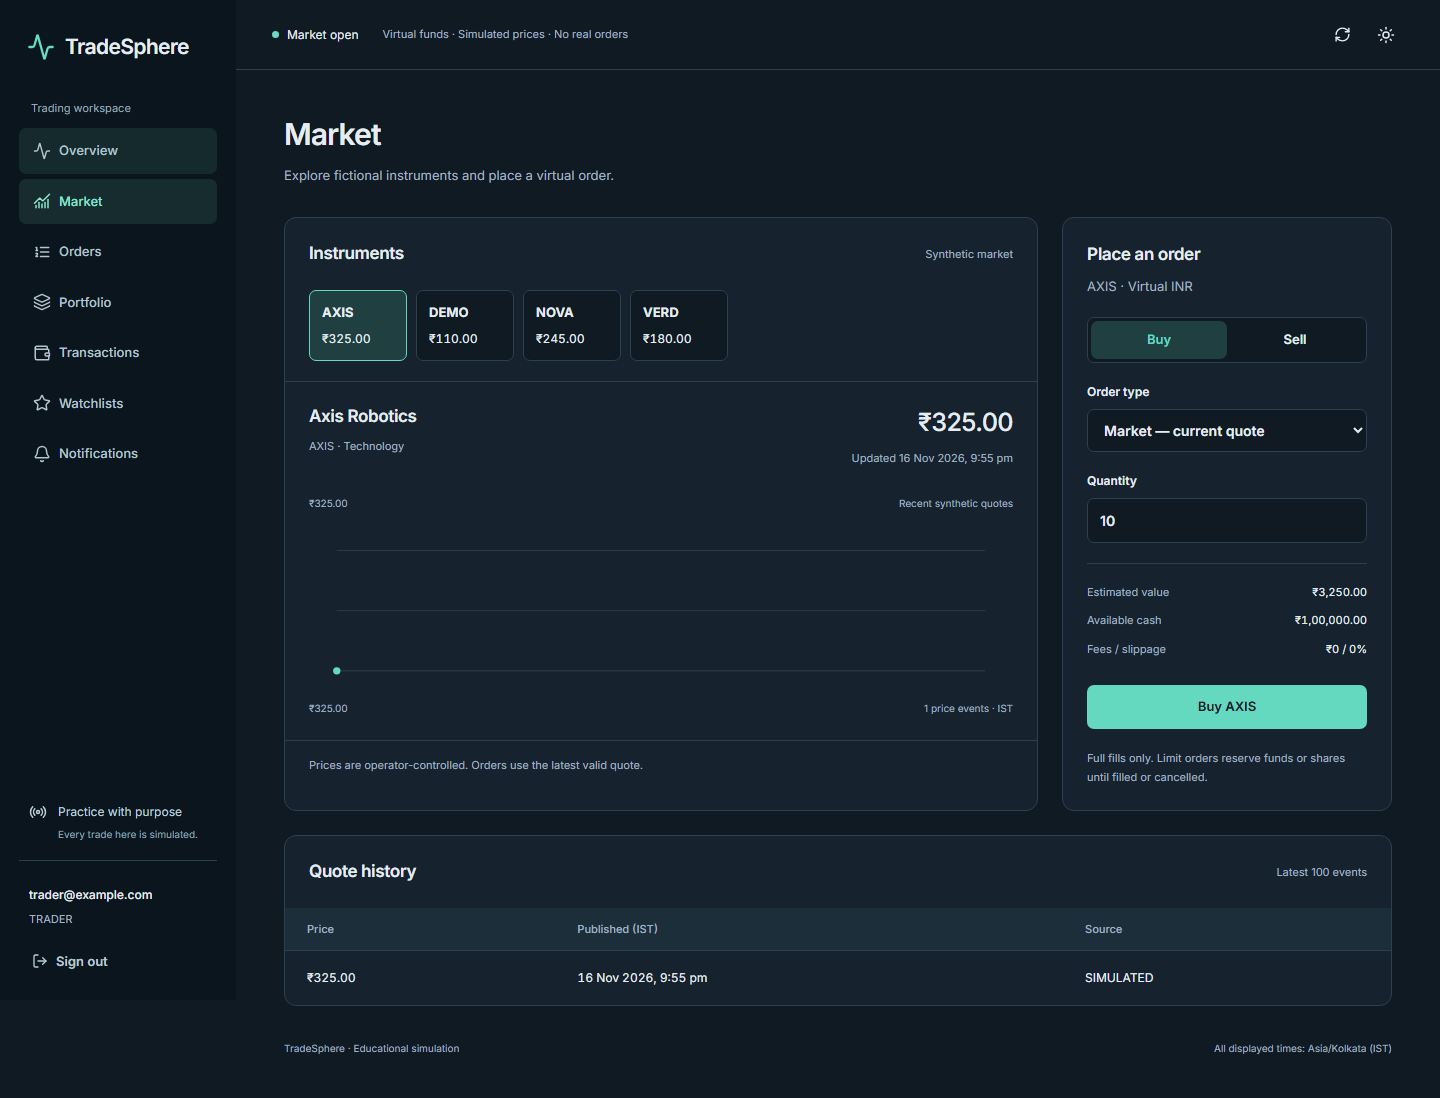 TradeSphere
Trading workspace
Overview
Market
Orders
Portfolio
Transactions
Watchlists
Notifications
Practice with purpose
Every trade here is simulated.
trader@example.com
TRADER
Sign out
Market open
Virtual funds · Simulated prices · No real orders
Market
Explore fictional instruments and place a virtual order.
Instruments
Synthetic market
AXIS
₹325.00
DEMO
₹110.00
NOVA
₹245.00
VERD
₹180.00
Axis Robotics
AXIS · Technology
₹325.00
Updated 16 Nov 2026, 9:55 pm
₹325.00
Recent synthetic quotes
₹325.00
1 price events · IST
Prices are operator-controlled. Orders use the latest valid quote.
Place an order
AXIS · Virtual INR
Buy
Sell
Order type
Market — current quote
Quantity
10
Estimated value ₹3,250.00
Available cash ₹1,00,000.00
Fees / slippage ₹0 / 0%
Buy AXIS
Full fills only. Limit orders reserve funds or shares
until filled or cancelled.
Quote history
Latest 100 events
Price Published (IST) Source
₹325.00 16 Nov 2026, 9:55 pm SIMULATED
TradeSphere · Educational simulation
All displayed times: Asia/Kolkata (IST)